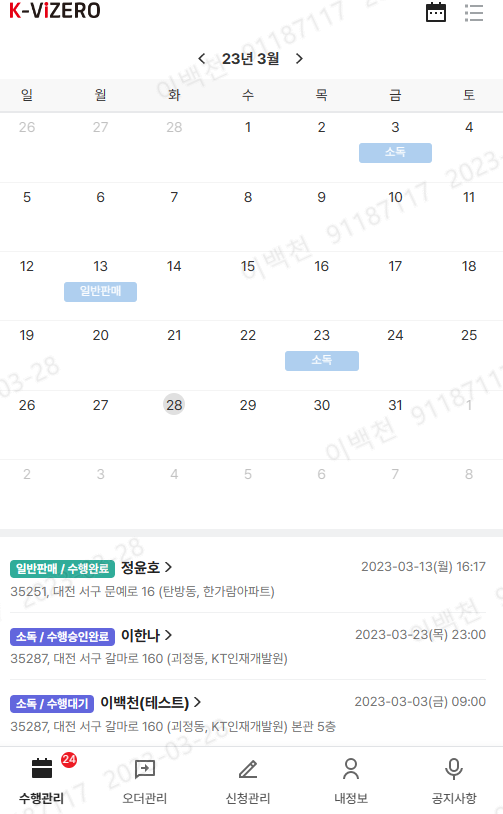 K-ViZERO
23년 3월
일 월 화 수 목 금 토
26 27 28 1 2 3 4
소독
5 6 7 8 9 10 11
12 13 14 15 16 17 18
일반판매
19 20 21 22 23 24 25
소독
26 27 28 29 30 31 1
2 3 4 5 6 7 8
일반판매 / 수행완료 정윤호 2023-03-13(월) 16:17
35251, 대전 서구 문예로 16 (탄방동, 한가람아파트)
소독 / 수행승인완료 이한나 2023-03-23(목) 23:00
35287, 대전 서구 갈마로 160 (괴정동, KT인재개발원)
소독 / 수행대기 이백천(테스트) 2023-03-03(금) 09:00
35287, 대전 서구 갈마로 160 (괴정동, KT인재개발원) 본관 5층
24
수행관리 오더관리 신청관리 내정보 공지사항
이백천 91187117 2023-03-28